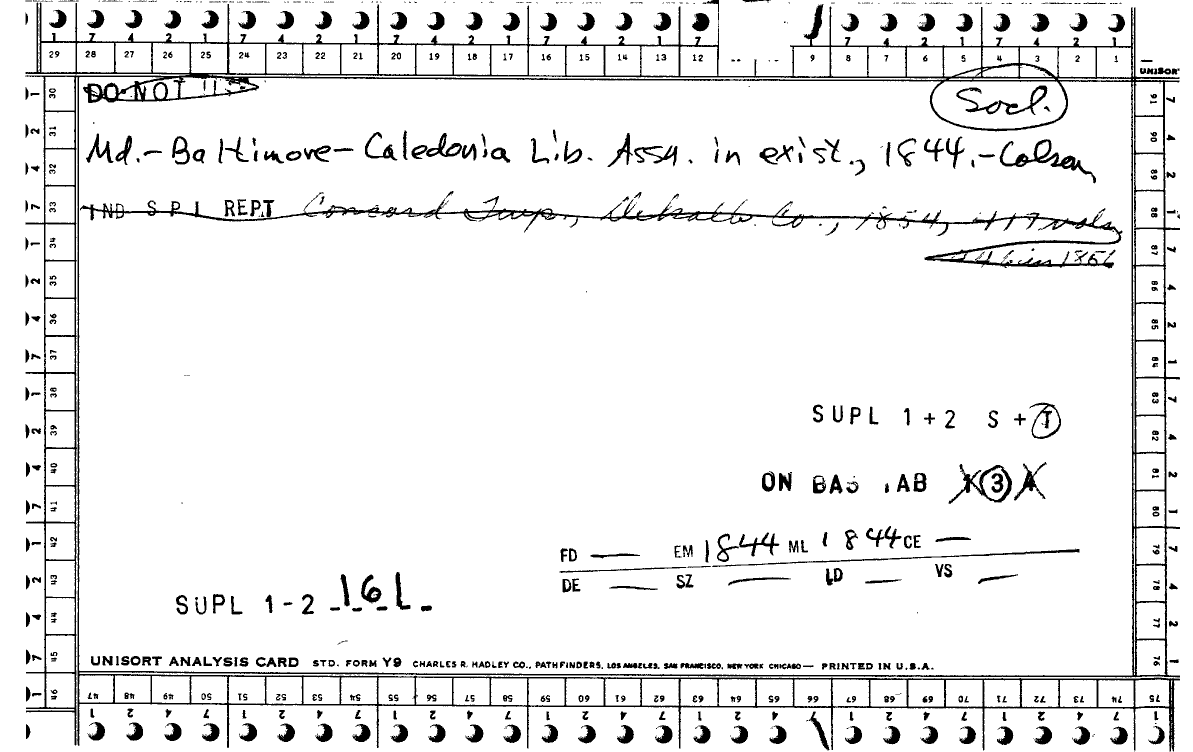 1 7 4 2 1 7 4 2 1 7 4 2 1 7 4 2 1 7 7 4 2 1 7 4 2 1
29 28 27 26 25 24 23 22 21 20 19 18 17 16 15 14 13 12 9 8 7 6 5 4 3 2 1
UNISORT
DO NOT
Socl.
Md.-Baltimore-Caledonia Lib. Assn. in exist., 1844.-Colson
IND S P I REPT Concord Twp., Dekalb Co., 1854, 417 vols
446 in 1856
SUPL 1+2 S+T
ON BAS AB 1 3 4
FD — EM 1844 ML 1844 CE —
DE — SZ — LD — VS —
SUPL 1-2 161
UNISORT ANALYSIS CARD STD. FORM Y9 CHARLES R. HADLEY CO., PATHFINDERS, LOS ANGELES, SAN FRANCISCO, NEW YORK CHICAGO— PRINTED IN U.S.A.
30 31 32 33 34 35 36 37 38 39 40 41 42 43 44 45 46
91 90 89 88 87 86 85 84 83 82 81 80 79 78 77 76 75
47 48 49 50 51 52 53 54 55 56 57 58 59 60 61 62 63 64 65 66 67 68 69 70 71 72 73 74